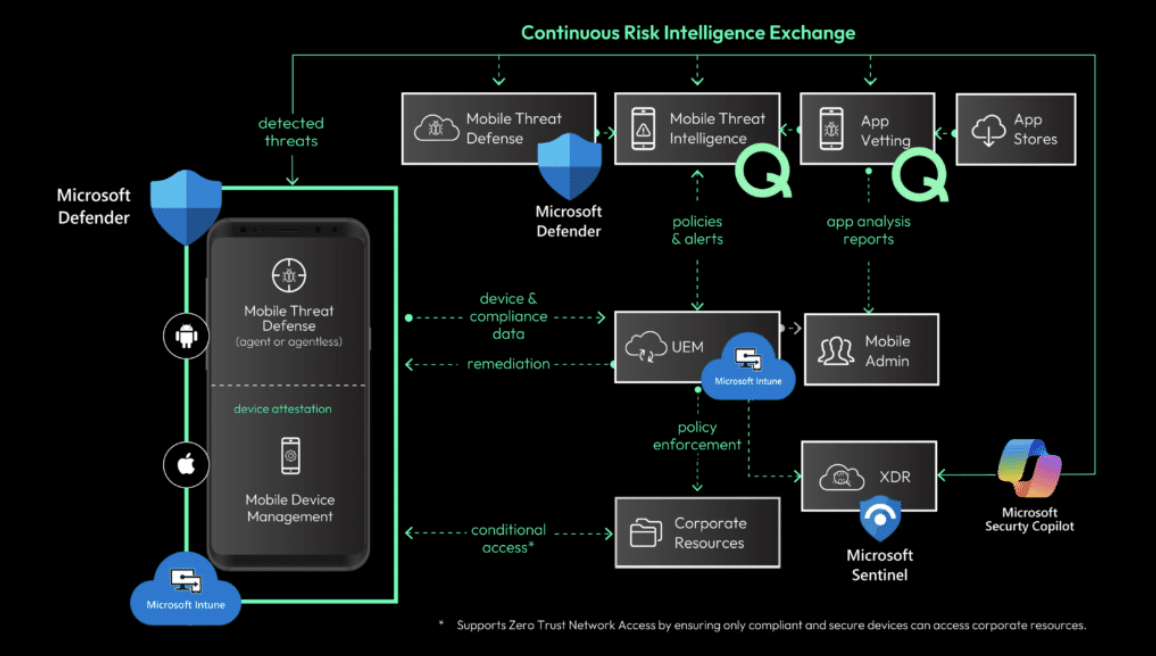 Continuous Risk Intelligence Exchange
detected
threats
Mobile Threat
Defense
Mobile Threat
Intelligence
App
Vetting
App
Stores
Microsoft
Defender
Microsoft
Defender
policies
& alerts
app analysis
reports
Mobile Threat
Defense
(agent or agentless)
device &
compliance
data
remediation
UEM
Microsoft Intune
Mobile
Admin
device attestation
policy
enforcement
Mobile Device
Management
XDR
Microsoft
Securty Copilot
conditional
access*
Corporate
Resources
Microsoft
Sentinel
Microsoft Intune
* Supports Zero Trust Network Access by ensuring only compliant and secure devices can access corporate resources.